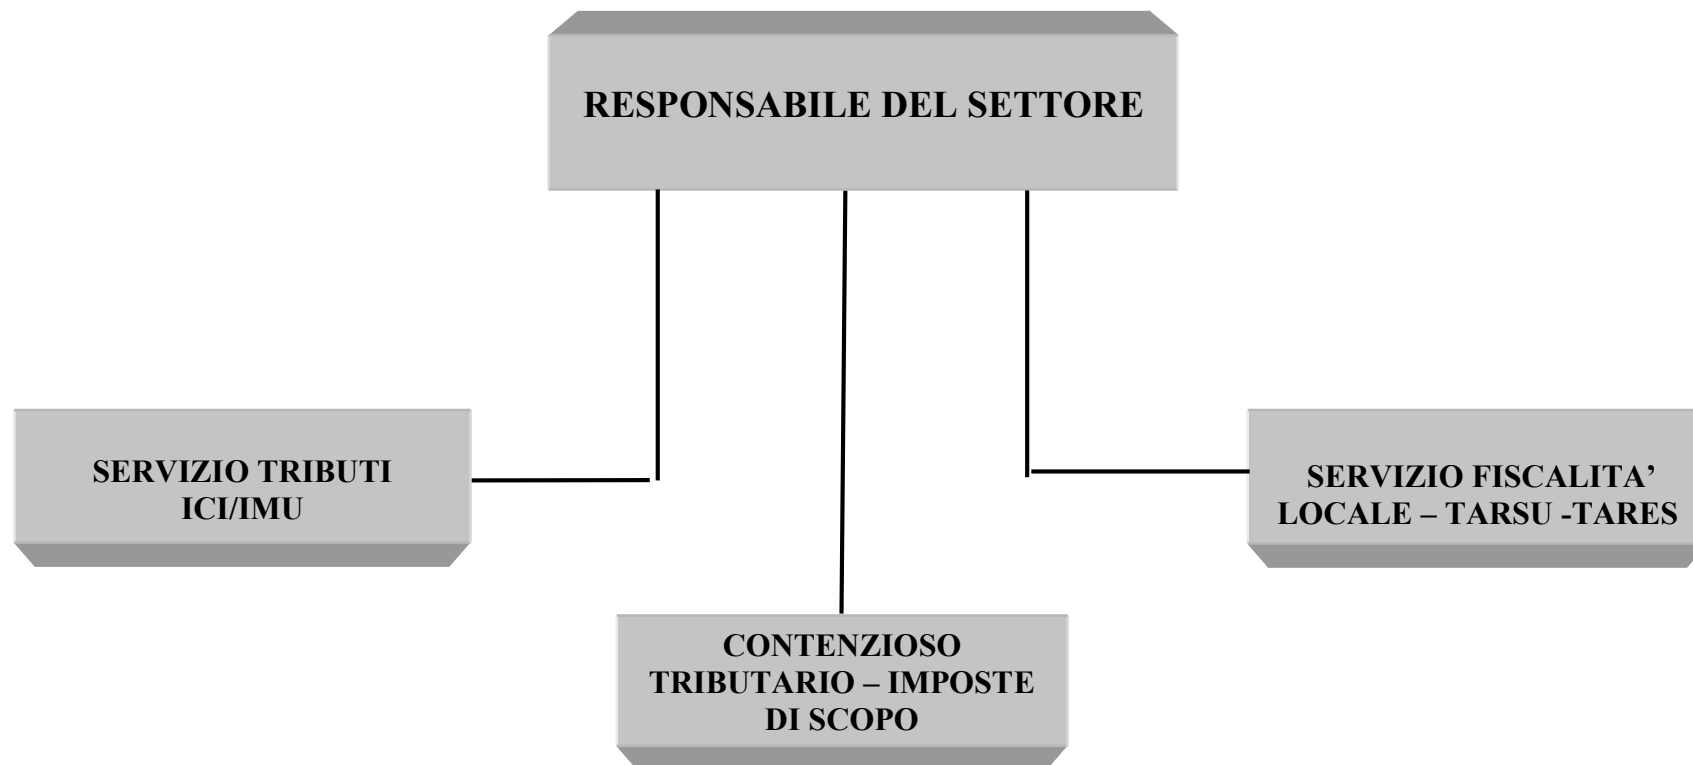 RESPONSABILE DEL SETTORE
SERVIZIO TRIBUTI
ICI/IMU
SERVIZIO FISCALITA’
LOCALE – TARSU -TARES
CONTENZIOSO
TRIBUTARIO – IMPOSTE
DI SCOPO